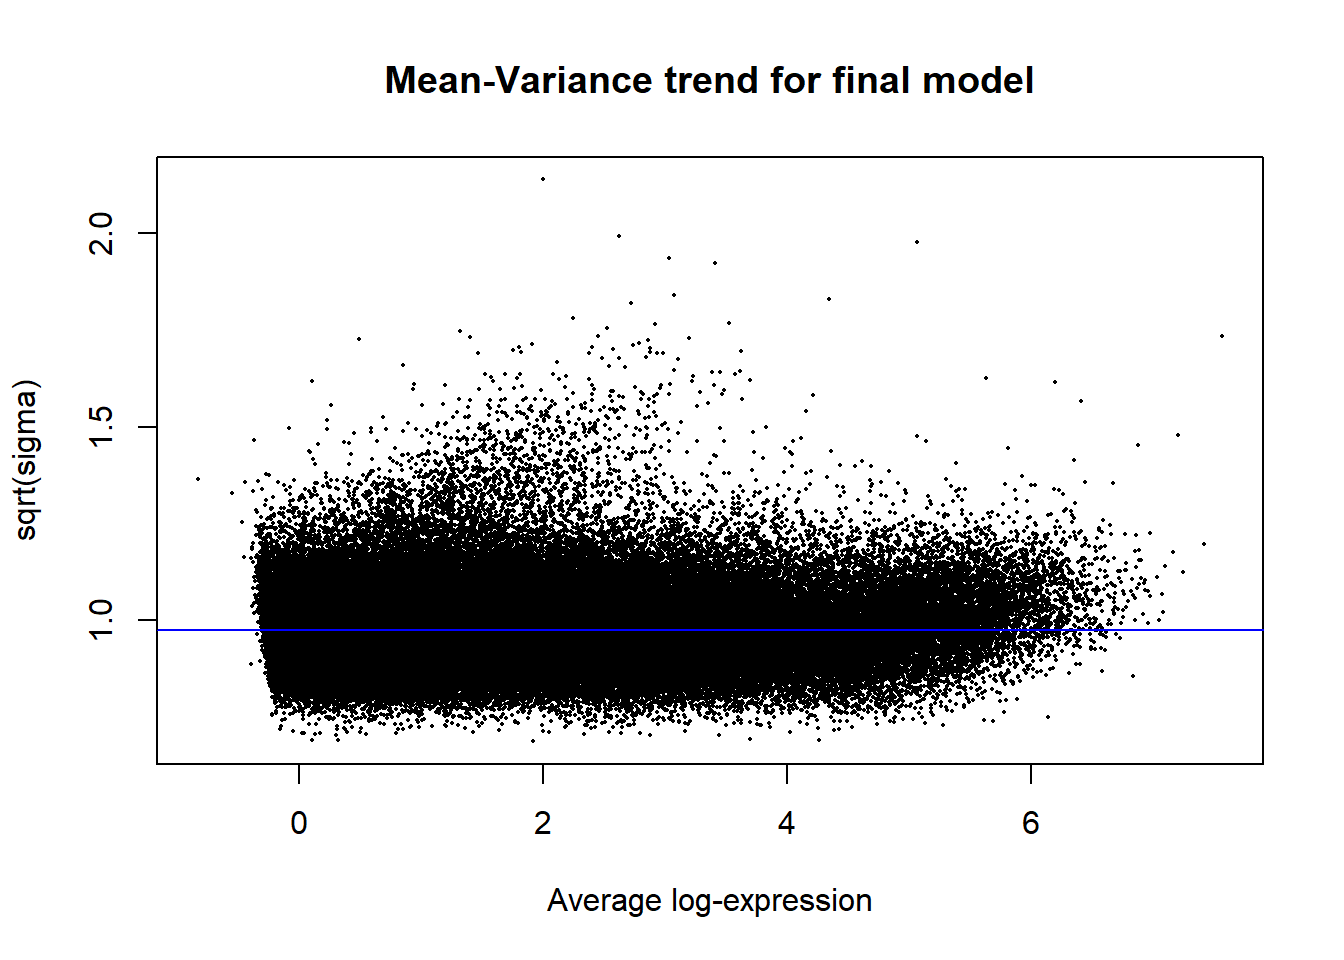 Mean-Variance trend for final model
sqrt(sigma)
2.0
1.5
1.0
0 2 4 6
Average log-expression